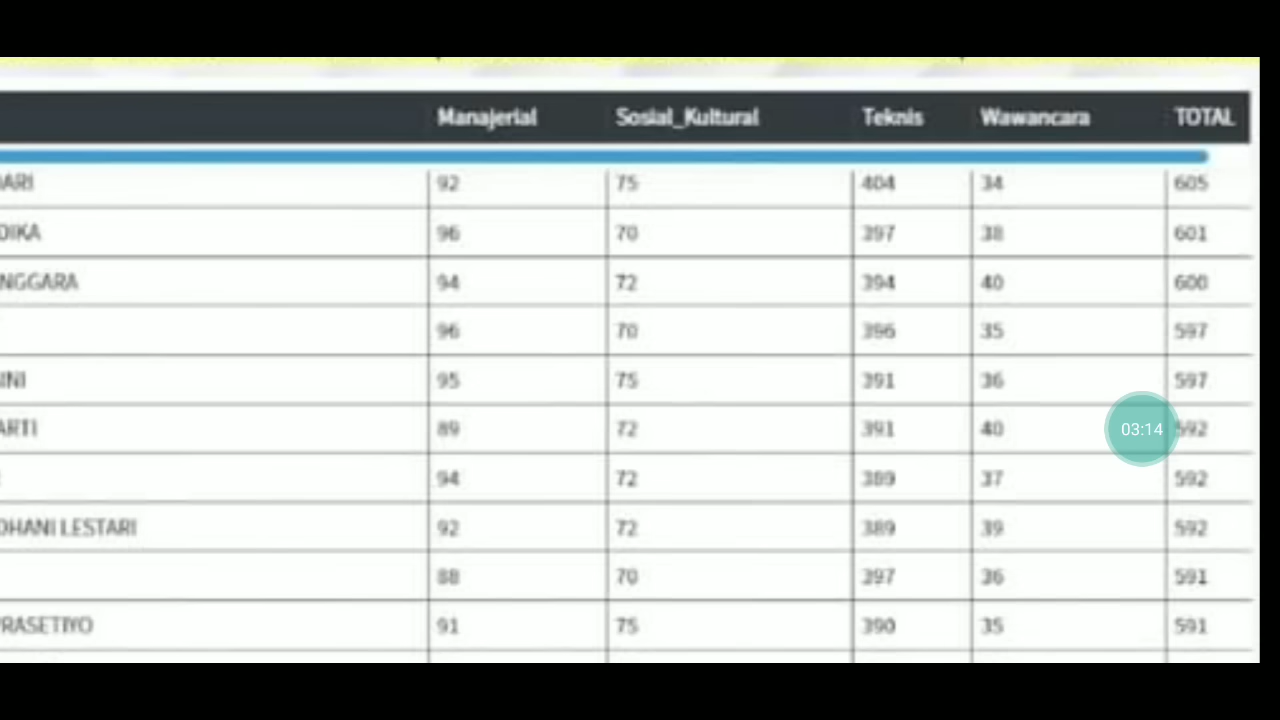 Manajerial Sosial_Kultural Teknis Wawancara TOTAL
ARI 92 75 404 34 605
DIKA 96 70 397 38 601
NGGARA 94 72 394 40 600
96 70 396 35 597
INI 95 75 391 36 597
ARTI 89 72 391 40 592
94 72 389 37 592
DHANI LESTARI 92 72 389 39 592
88 70 397 36 591
PRASETIYO 91 75 390 35 591
03:14